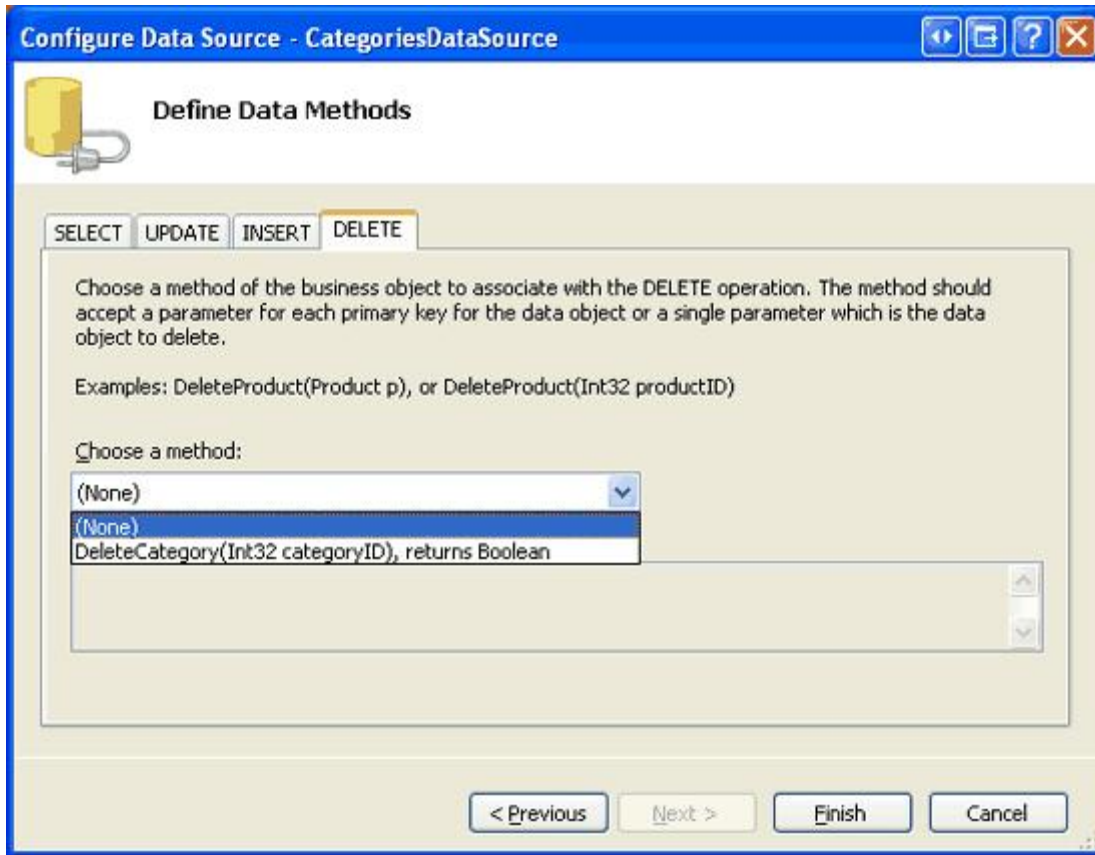 Configure Data Source - CategoriesDataSource
Define Data Methods
SELECT UPDATE INSERT DELETE
Choose a method of the business object to associate with the DELETE operation. The method should
accept a parameter for each primary key for the data object or a single parameter which is the data
object to delete.
Examples: DeleteProduct(Product p), or DeleteProduct(Int32 productID)
Choose a method:
(None)
(None)
DeleteCategory(Int32 categoryID), returns Boolean
< Previous Next > Finish Cancel